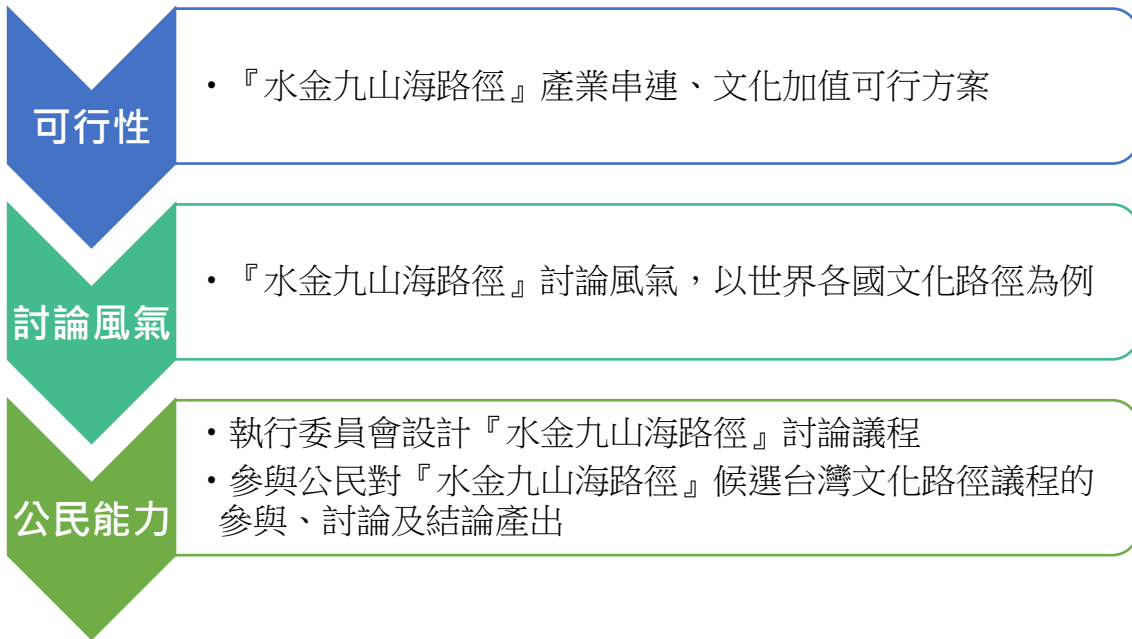 可行性
•『水金九山海路徑』產業串連、文化加值可行方案
討論風氣
•『水金九山海路徑』討論風氣，以世界各國文化路徑為例
公民能力
•執行委員會設計『水金九山海路徑』討論議程
•參與公民對『水金九山海路徑』候選台灣文化路徑議程的
參與、討論及結論產出